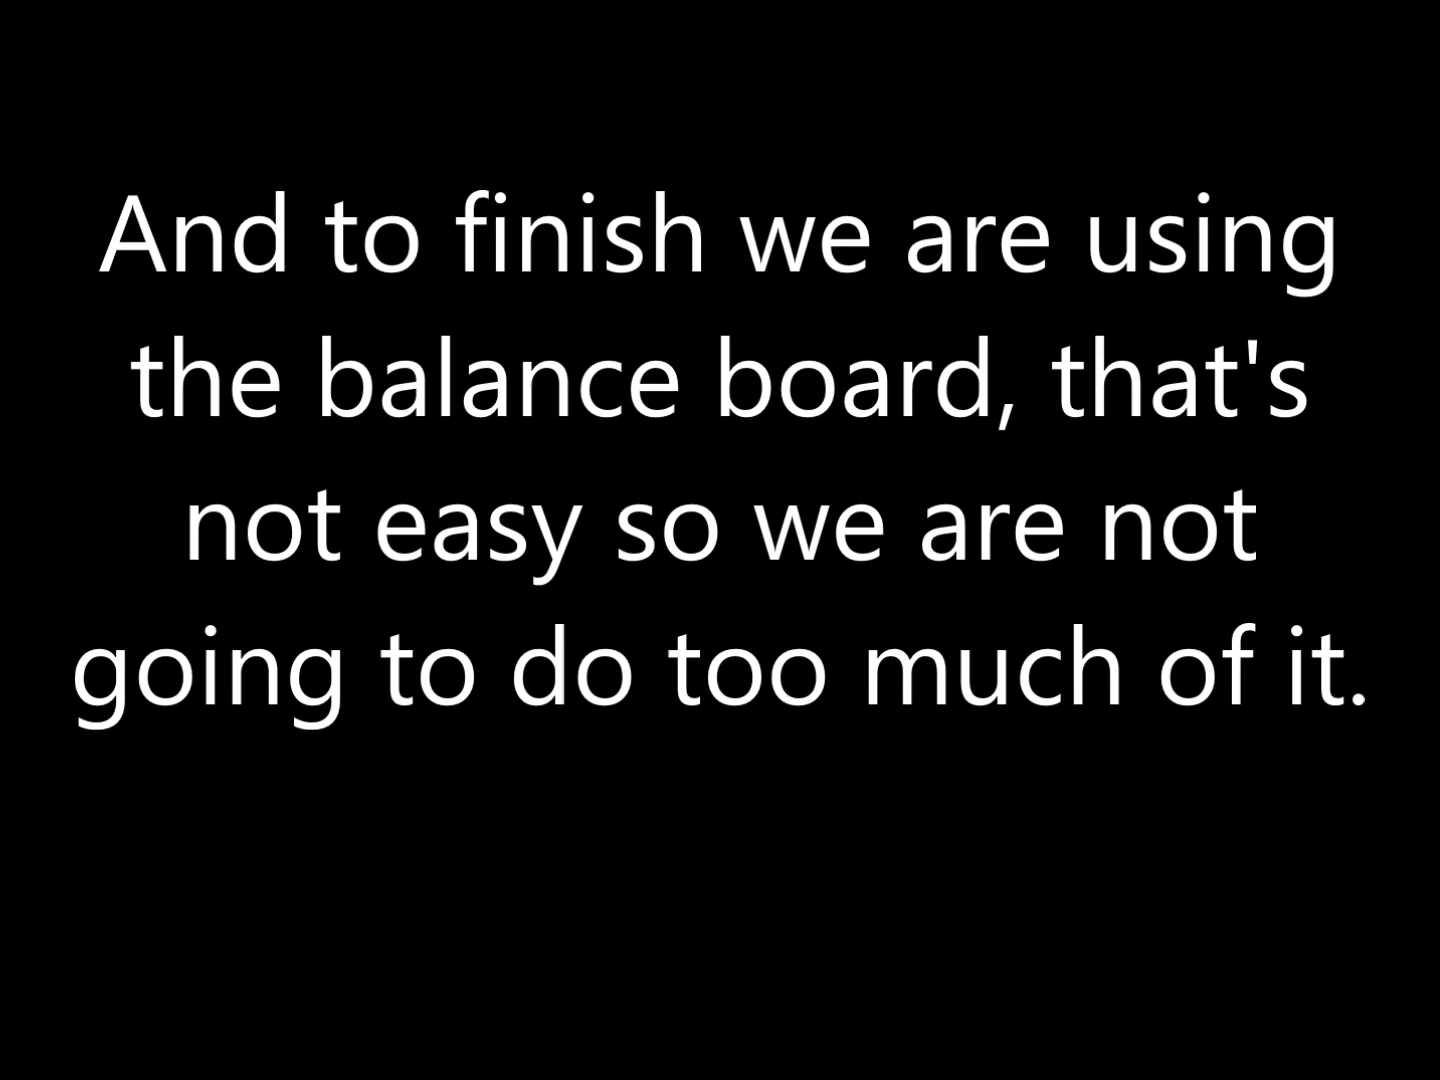 And to finish we are using
the balance board, that's
not easy so we are not
going to do too much of it.